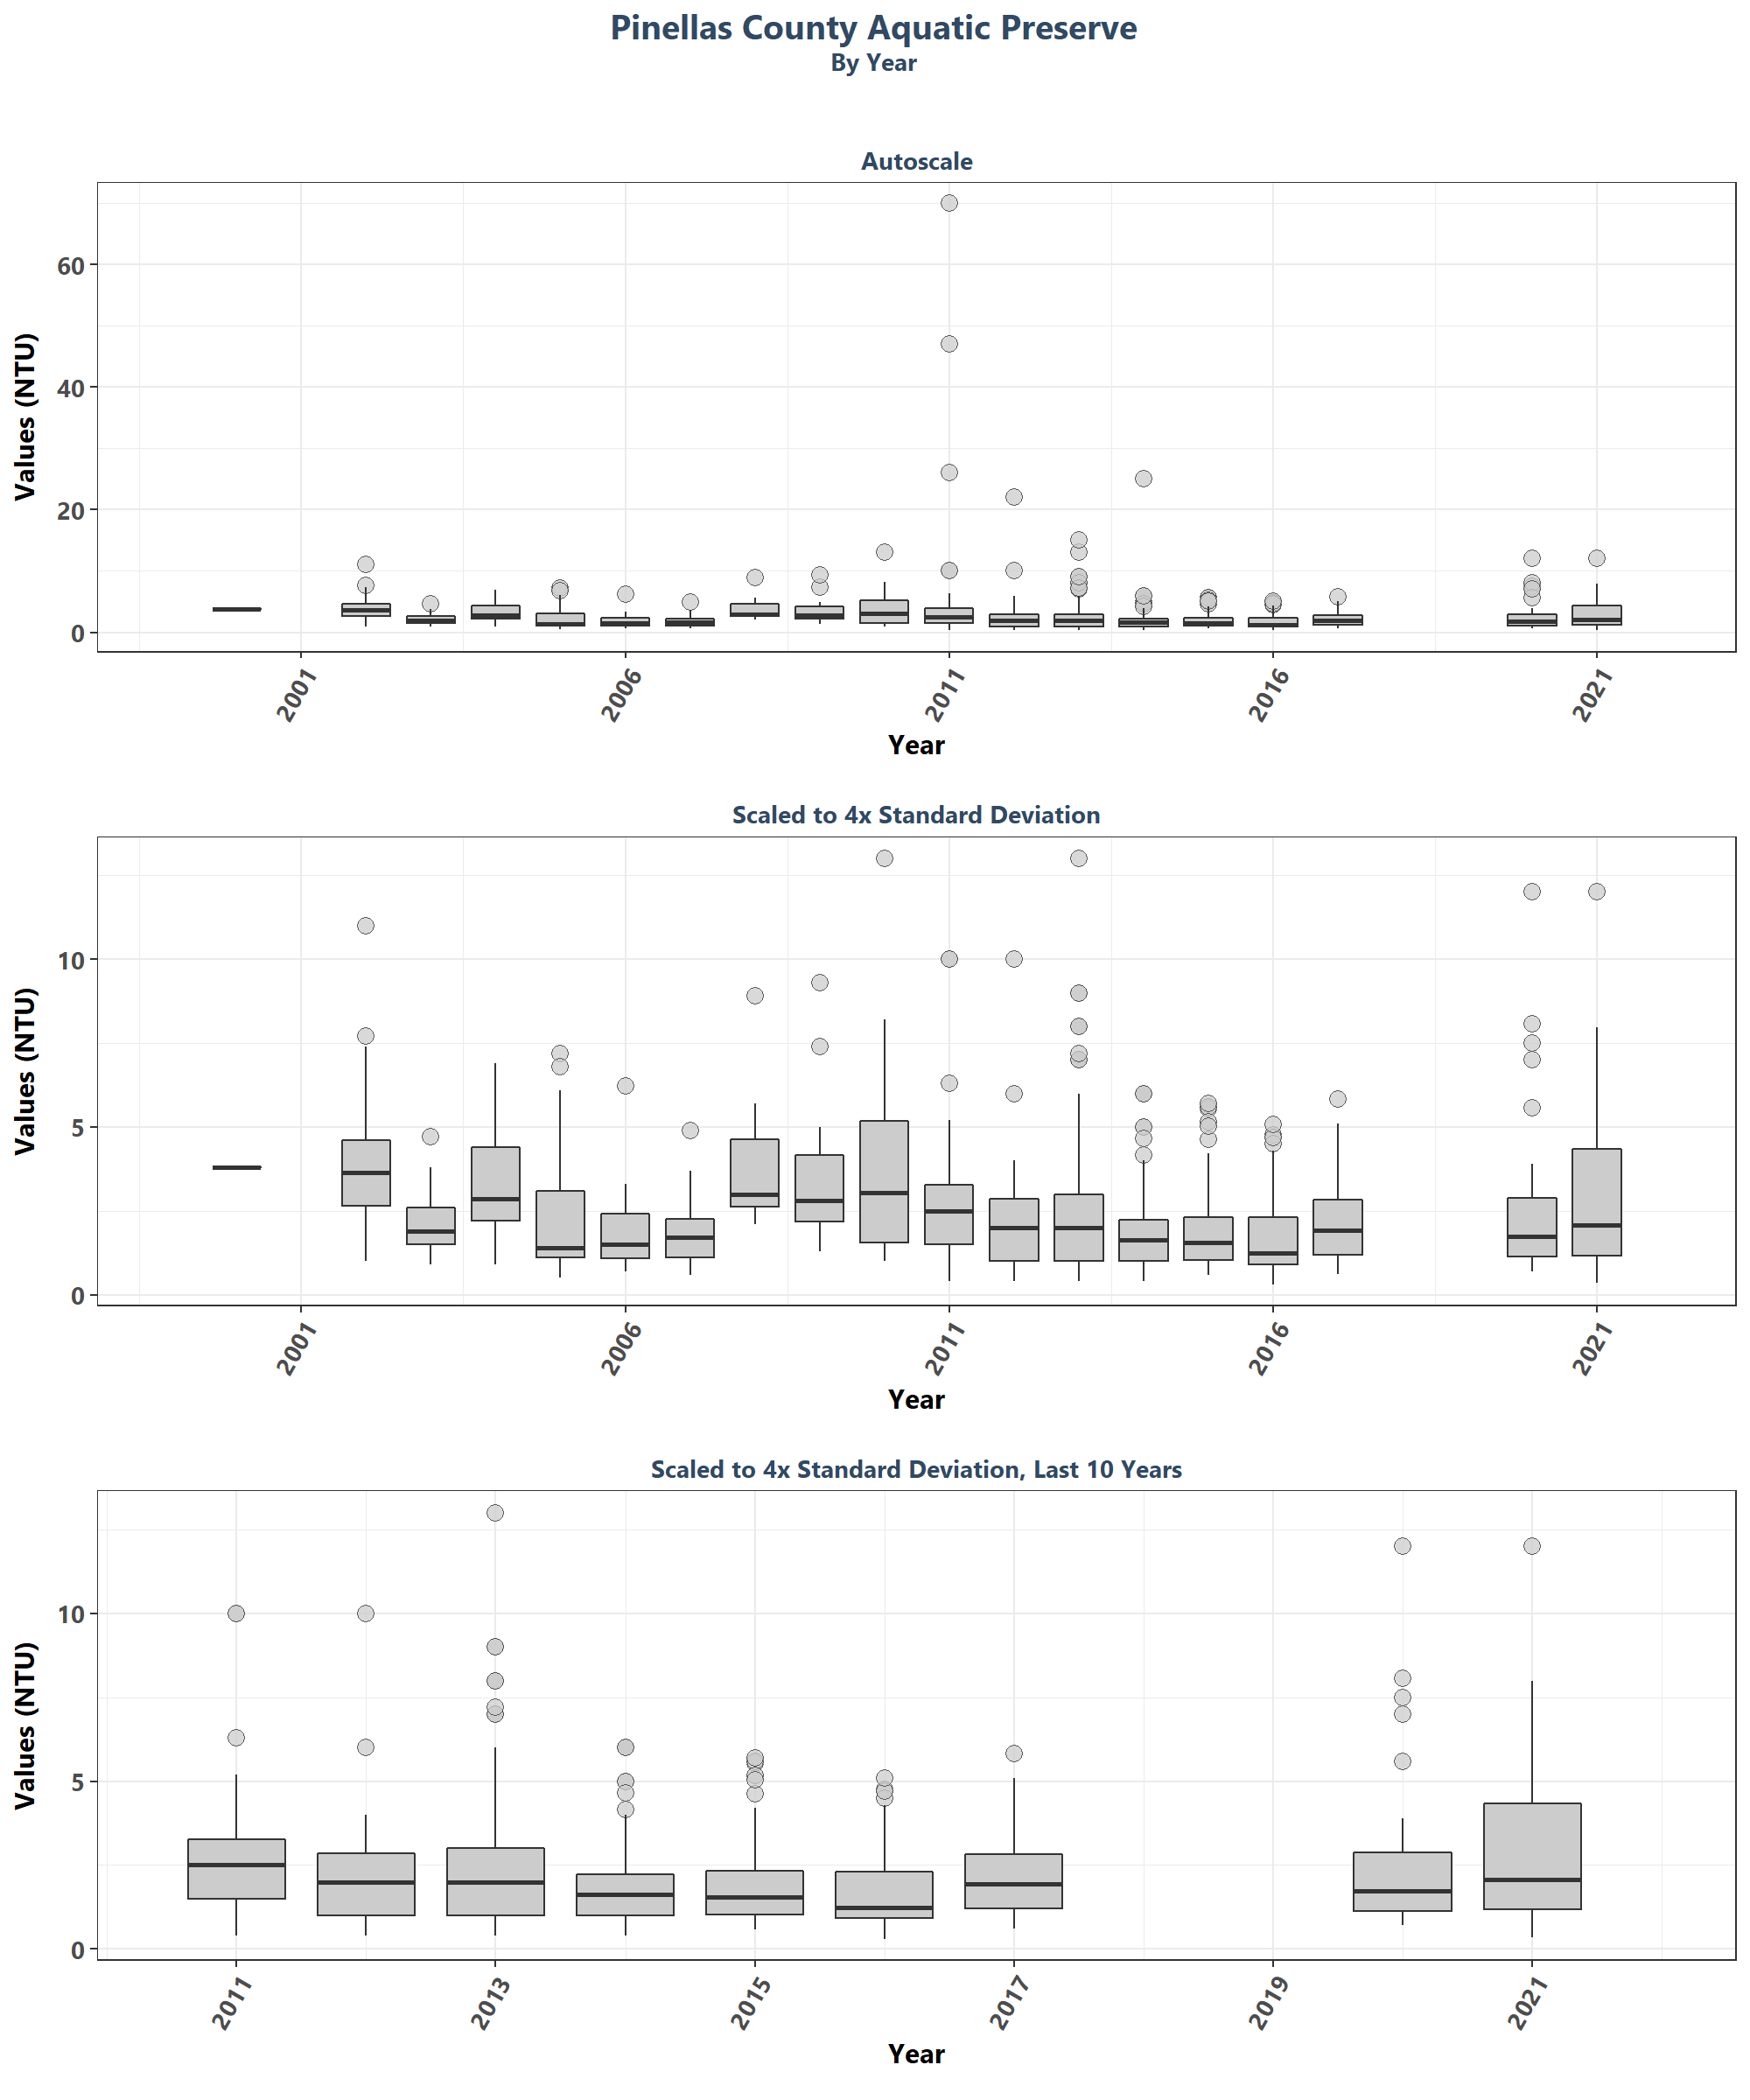 Pinellas County Aquatic Preserve
By Year
Autoscale
Values (NTU)
60
40
20
0
2001
2006
2011
2016
2021
Year
Scaled to 4x Standard Deviation
Values (NTU)
10
5
0
2001
2006
2011
2016
2021
Year
Scaled to 4x Standard Deviation, Last 10 Years
Values (NTU)
10
5
0
2011
2013
2015
2017
2019
2021
Year